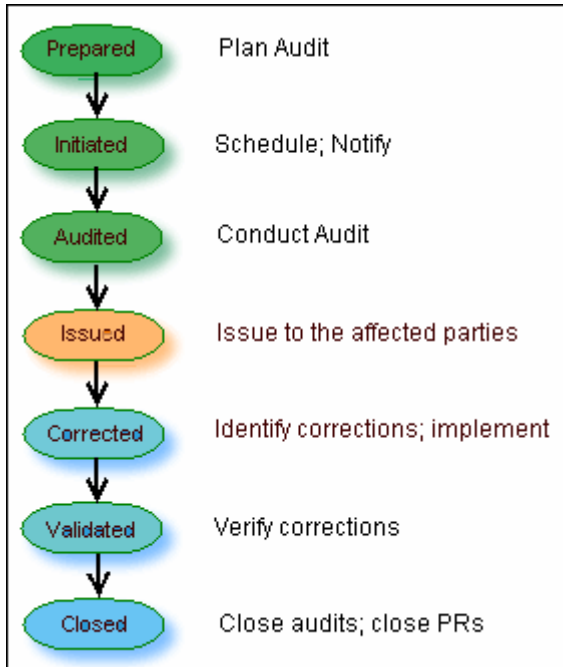 Prepared Plan Audit
Initiated Schedule; Notify
Audited Conduct Audit
Issued Issue to the affected parties
Corrected Identify corrections; implement
Validated Verify corrections
Closed Close audits; close PRs